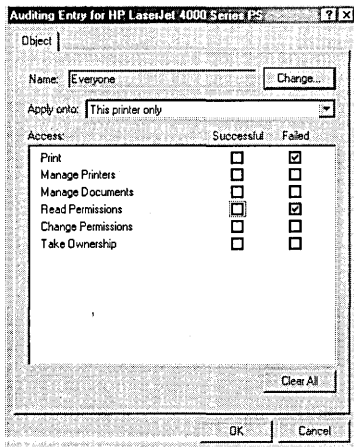 Auditing Entry for HP LaserJet 4000 Series PS
Object
Name: Everyone Change...
Apply onto: This printer only
Access: Successful Failed
Print
Manage Printers
Manage Documents
Read Permissions
Change Permissions
Take Ownership
Clear All
OK Cancel